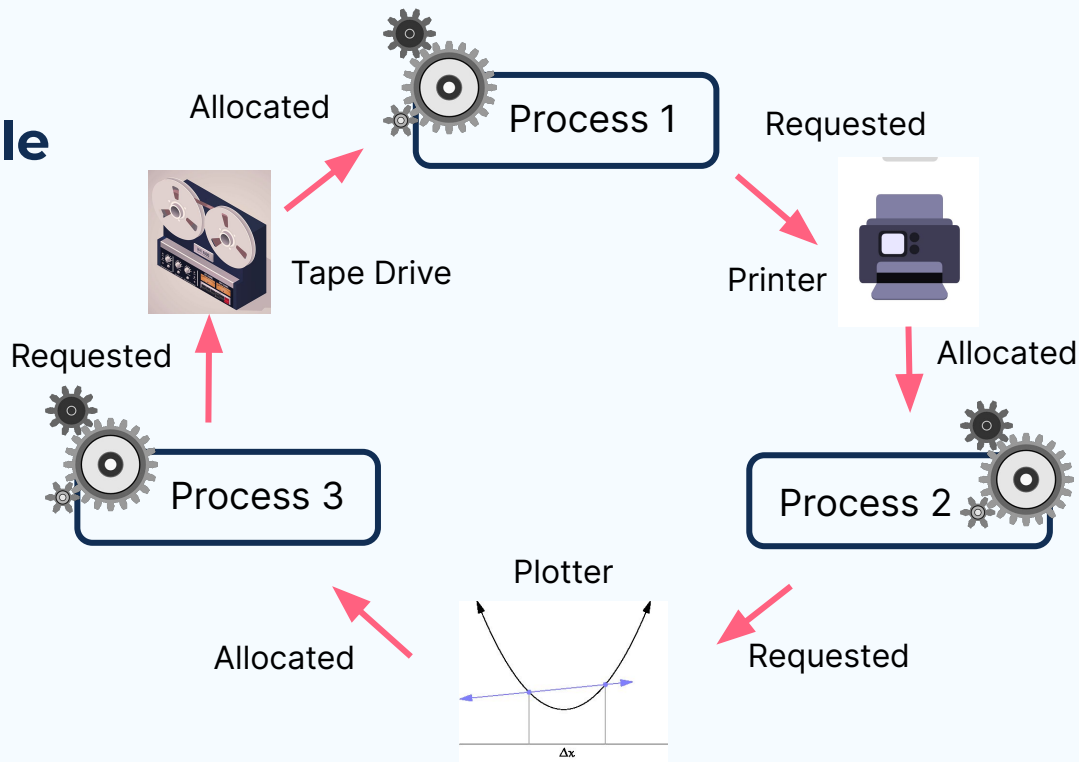 Allocated
Process 1
Requested
le
Tape Drive
Printer
Requested
Allocated
Process 3
Process 2
Plotter
Allocated
Requested
Δx